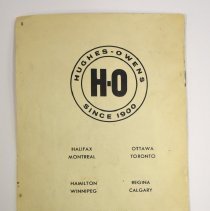 HUGHES-OWENS
H-O
SINCE 1900
HALIFAX
MONTREAL
OTTAWA
TORONTO
HAMILTON
WINNIPEG
REGINA
CALGARY